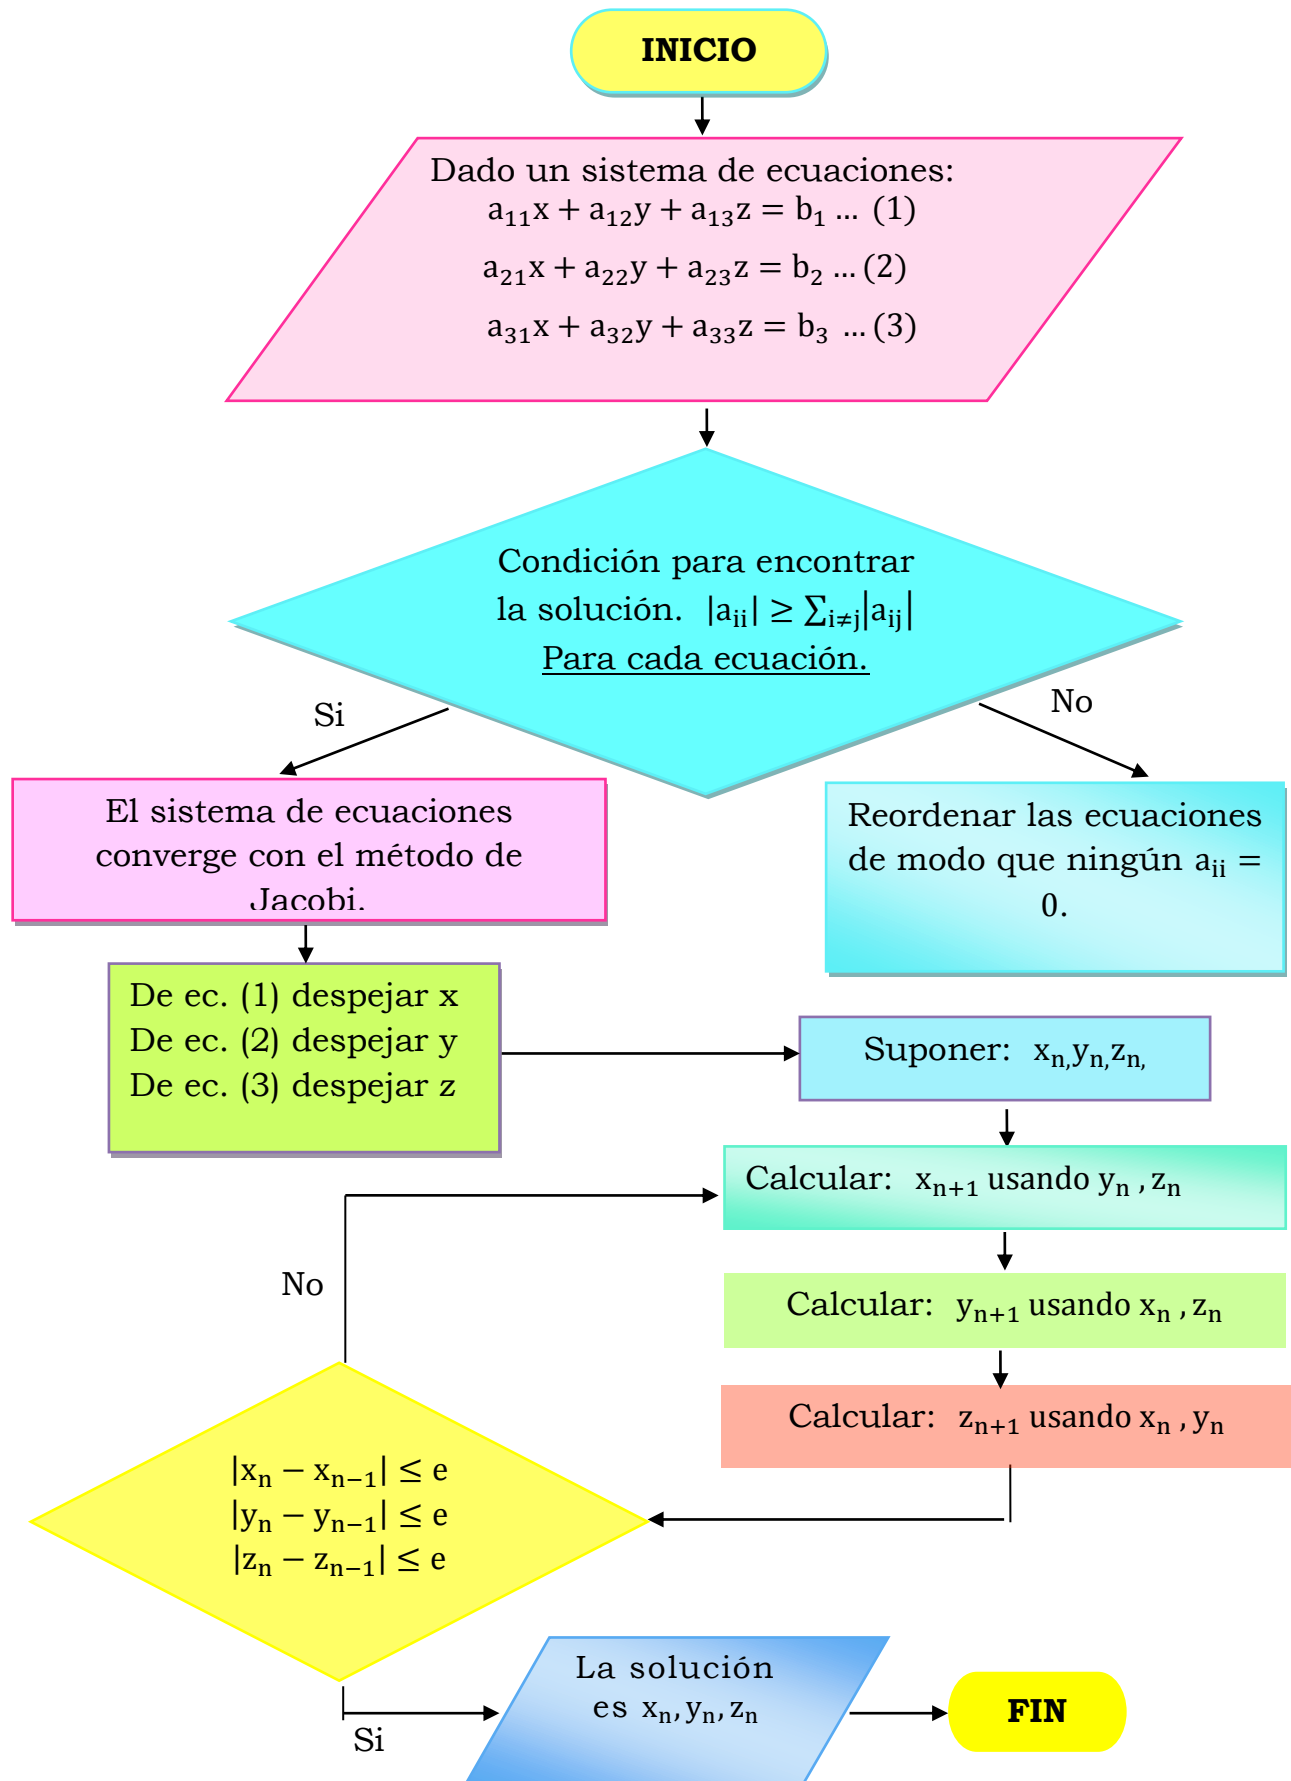 INICIO
Dado un sistema de ecuaciones:
a₁₁x + a₁₂y + a₁₃z = b₁ … (1)
a₂₁x + a₂₂y + a₂₃z = b₂ … (2)
a₃₁x + a₃₂y + a₃₃z = b₃ … (3)
Condición para encontrar
la solución. |aᵢᵢ| ≥ ∑ᵢ≠ⱼ|aᵢⱼ|
Para cada ecuación.
Si
No
El sistema de ecuaciones
converge con el método de
Jacobi.
Reordenar las ecuaciones
de modo que ningún aᵢᵢ =
0.
De ec. (1) despejar x
De ec. (2) despejar y
De ec. (3) despejar z
Suponer: xₙ,yₙ,zₙ,
Calcular: xₙ₊₁ usando yₙ , zₙ
No
Calcular: yₙ₊₁ usando xₙ , zₙ
Calcular: zₙ₊₁ usando xₙ , yₙ
|xₙ − xₙ₋₁| ≤ e
|yₙ − yₙ₋₁| ≤ e
|zₙ − zₙ₋₁| ≤ e
La solución
es xₙ, yₙ, zₙ
FIN
Si